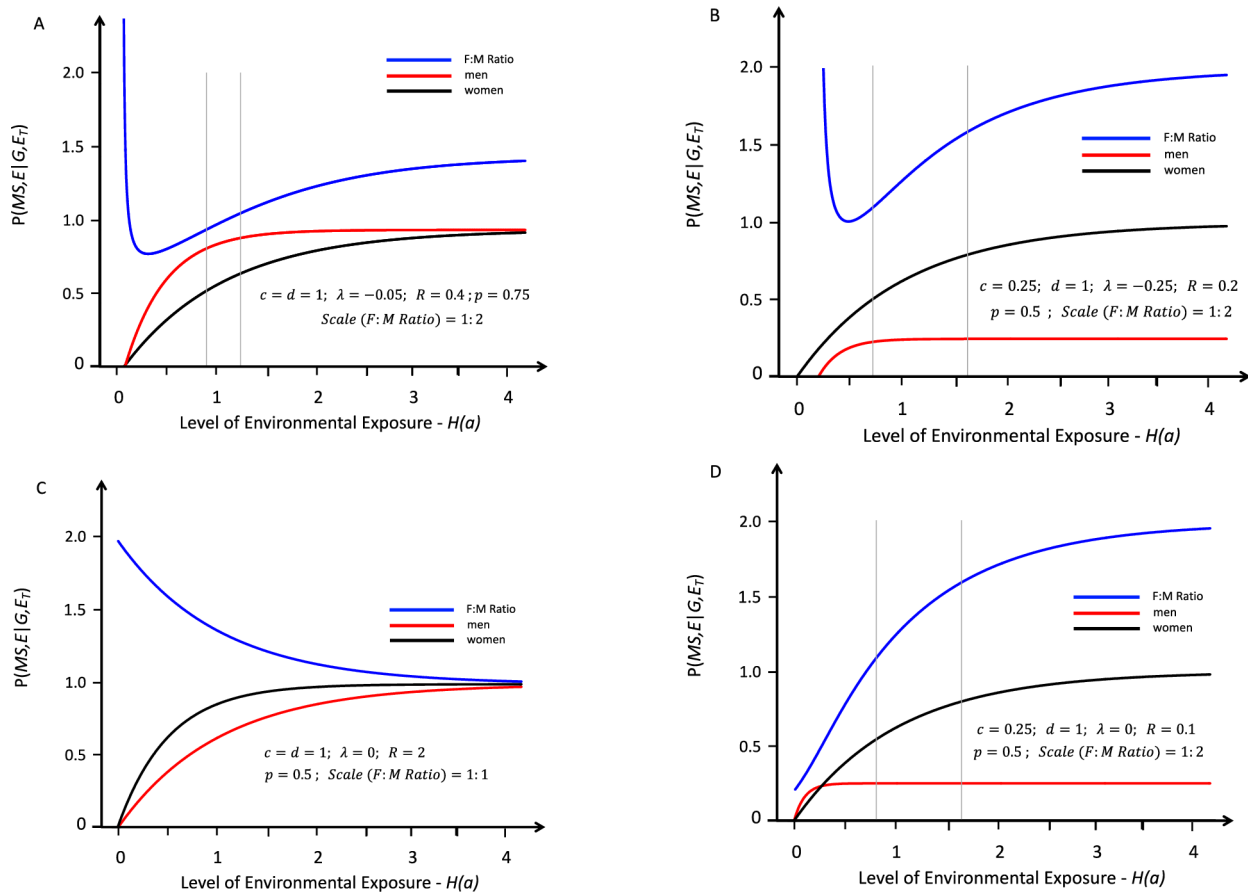 A
P(MS,E|G,E_T)
2.0
1.5
1.0
0.5
0
F:M Ratio
men
women
c = d = 1; λ = −0.05; R = 0.4 ; p = 0.75
Scale (F: M Ratio) = 1: 2
0 1 2 3 4
Level of Environmental Exposure - H(a)
B
P(MS,E|G,E_T)
2.0
1.5
1.0
0.5
0
F:M Ratio
men
women
c = 0.25; d = 1; λ = −0.25; R = 0.2
p = 0.5 ; Scale (F: M Ratio) = 1: 2
0 1 2 3 4
Level of Environmental Exposure - H(a)
C
P(MS,E|G,E_T)
2.0
1.5
1.0
0.5
0
F:M Ratio
men
women
c = d = 1; λ = 0; R = 2
p = 0.5 ; Scale (F: M Ratio) = 1: 1
0 1 2 3 4
Level of Environmental Exposure - H(a)
D
P(MS,E|G,E_T)
2.0
1.5
1.0
0.5
0
F:M Ratio
men
women
c = 0.25; d = 1; λ = 0; R = 0.1
p = 0.5 ; Scale (F: M Ratio) = 1: 2
0 1 2 3 4
Level of Environmental Exposure - H(a)